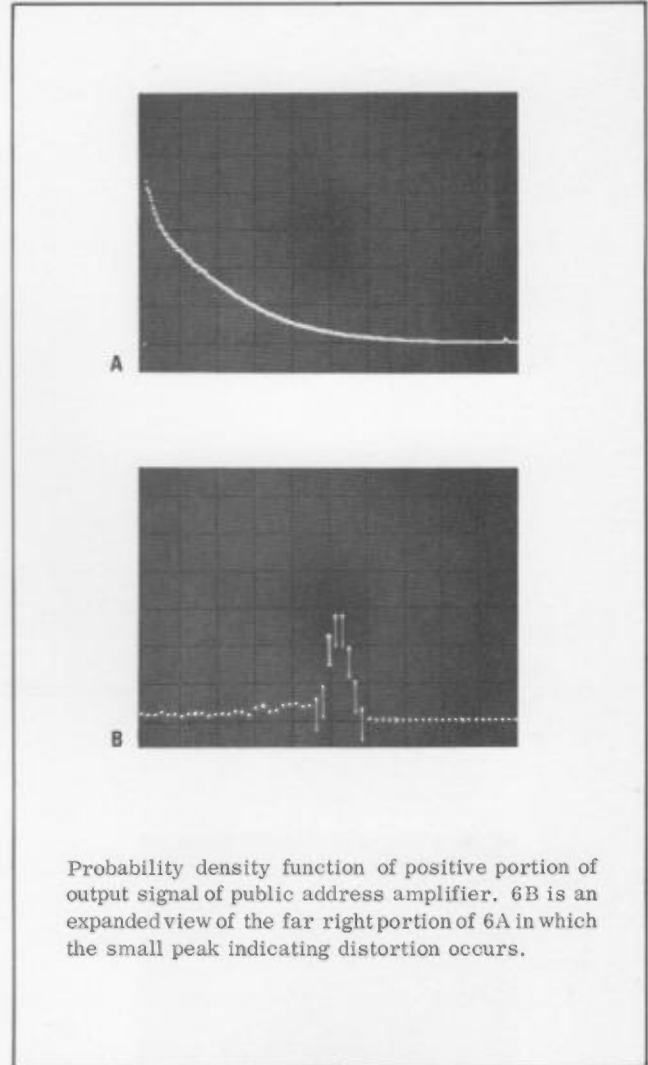 A
B
Probability density function of positive portion of
output signal of public address amplifier. 6B is an
expanded view of the far right portion of 6A in which
the small peak indicating distortion occurs.